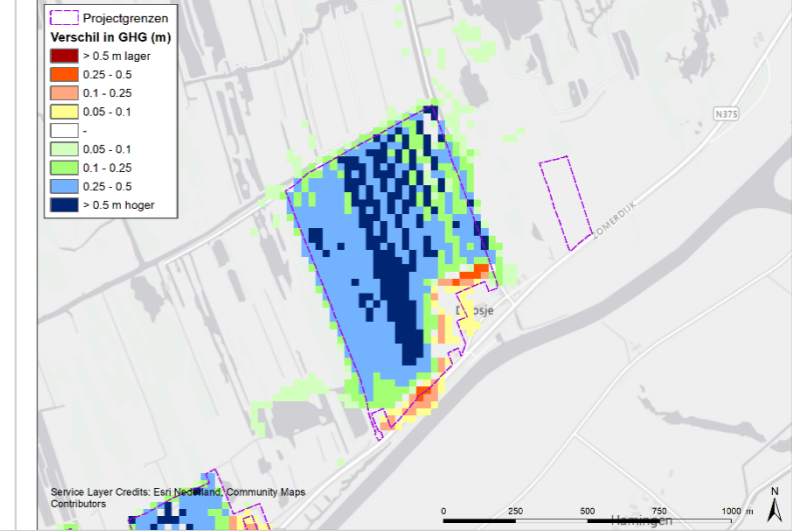 Projectgrenzen
Verschil in GHG (m)
> 0.5 m lager
0.25 - 0.5
0.1 - 0.25
0.05 - 0.1
-
0.05 - 0.1
0.1 - 0.25
0.25 - 0.5
> 0.5 m hoger
N375
ZOMERDIJK
Service Layer Credits: Esri Nederland, Community Maps
Contributors
0 250 500 750 1000 m
N
Hamingen